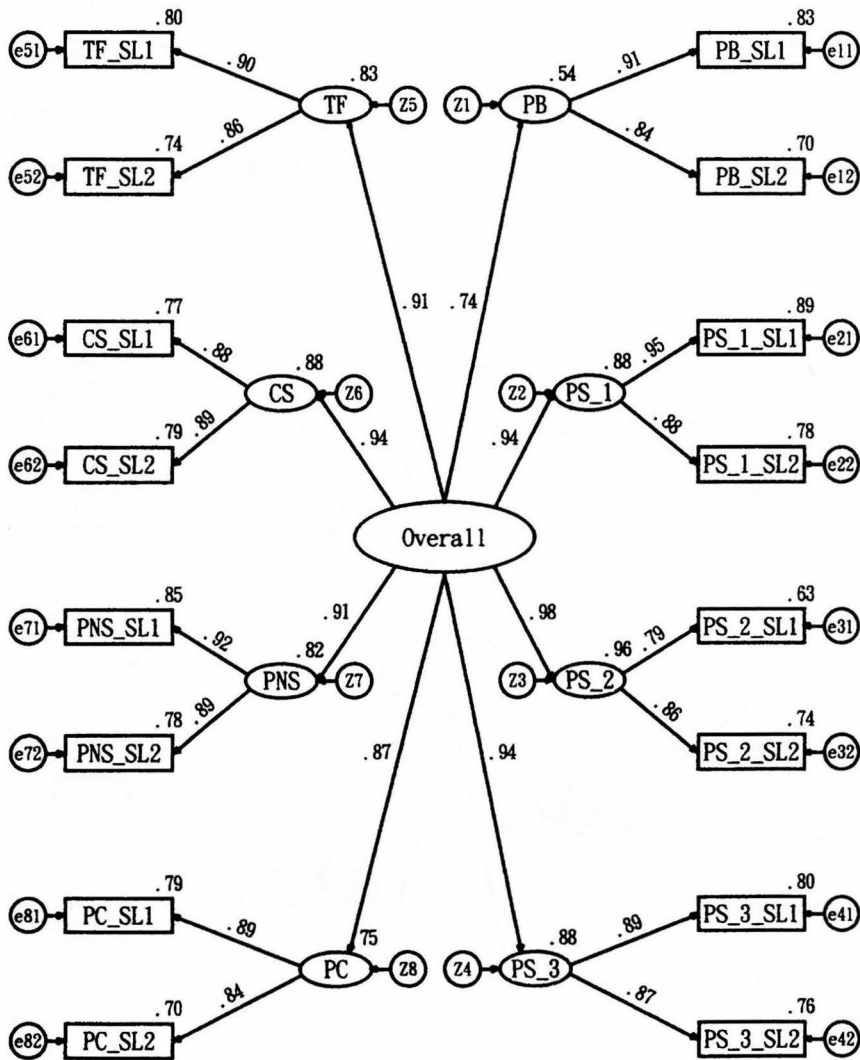 .80
.83
e51
TF_SL1
.90
.83
.54
.91
PB_SL1
e11
TF
Z5
Z1
PB
.86
.84
.74
.70
e52
TF_SL2
PB_SL2
e12
.91
.74
.77
.89
e61
CS_SL1
.88
.88
.88
.95
PS_1_SL1
e21
CS
Z6
Z2
PS_1
.79
.89
.94
.94
.88
.78
e62
CS_SL2
PS_1_SL2
e22
Overall
.85
.91
.98
.63
e71
PNS_SL1
.92
.82
.96
.79
PS_2_SL1
e31
PNS
Z7
Z3
PS_2
.78
.89
.86
.74
e72
PNS_SL2
.87
.94
PS_2_SL2
e32
.79
.80
e81
PC_SL1
.89
.75
.88
.89
PS_3_SL1
e41
PC
Z8
Z4
PS_3
.84
.87
.70
.76
e82
PC_SL2
PS_3_SL2
e42